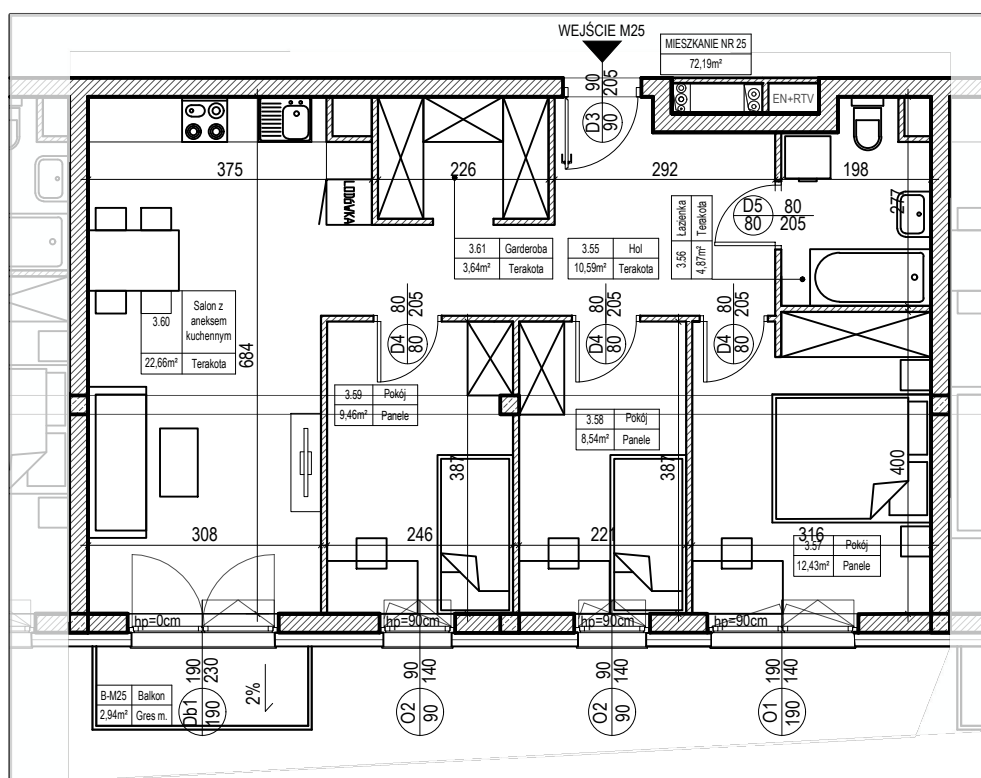 WEJŚCIE M25
MIESZKANIE NR 25
72,19m²
90
205
D3
90
EN+RTV
375
226
292
198
277
LODÓWKA
3.61 Garderoba
3,64m² Terakota
3.55 Hol
10,59m² Terakota
3.56 Łazienka
4,87m² Terakota
D5
80
80
205
3.60 Salon z
aneksem
kuchennym
22,66m² Terakota
684
80
205
D4
80
80
205
D4
80
80
205
D4
80
3.59 Pokój
9,46m² Panele
3.58 Pokój
8,54m² Panele
387
387
400
308
246
221
316
3.57 Pokój
12,43m² Panele
hp=0cm
hp=90cm
hp=90cm
hp=90cm
B-M25 Balkon
2,94m² Gres m.
190
230
Db1
190
2%
90
140
O2
90
90
140
O2
90
190
140
O1
190